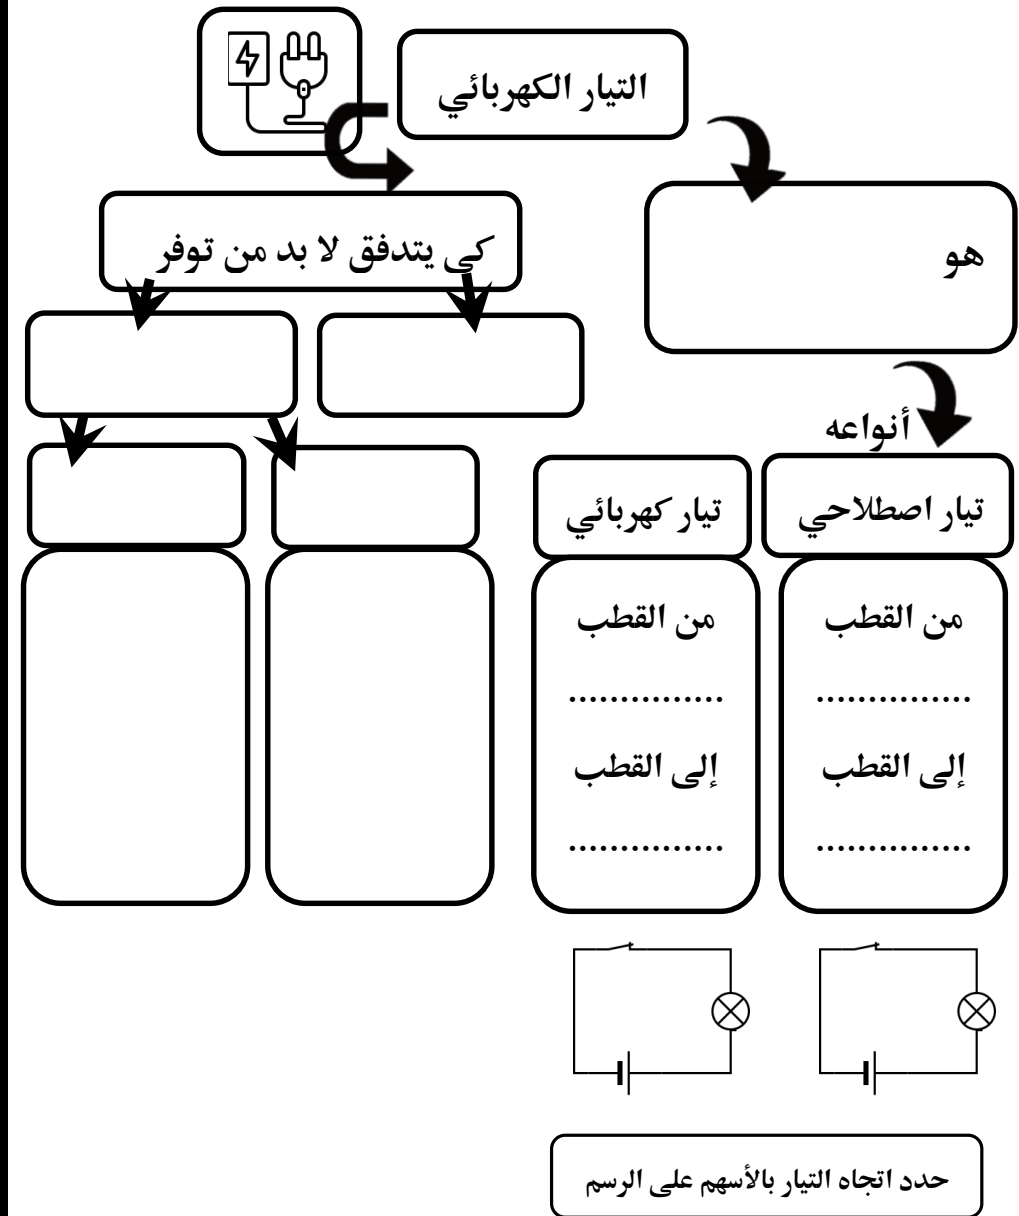 التيار الكهربائي
هو
كي يتدفق لا بد من توفر
أنواعه
تيار اصطلاحي
من القطب
...............
إلى القطب
...............
تيار كهربائي
من القطب
...............
إلى القطب
...............
حدد اتجاه التيار بالأسهم على الرسم